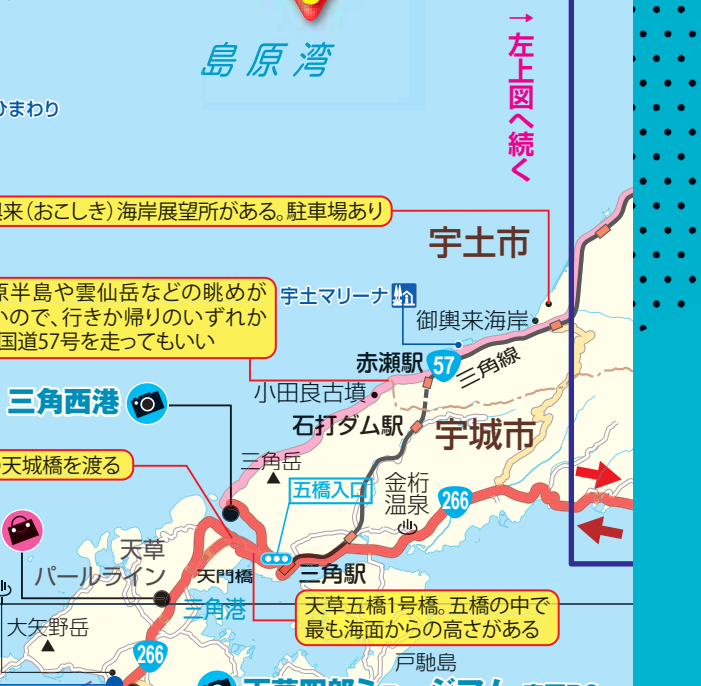 島原湾
→左上図へ続く
ひまわり
来(おこしき)海岸展望所がある。駐車場あり
宇土市
原半島や雲仙岳などの眺めが
いので、行きか帰りのいずれか
国道57号を走ってもいい
宇土マリーナ
御輿来海岸
赤瀬駅
57
三角線
三角西港
小田良古墳
石打ダム駅
宇城市
天城橋を渡る
三角岳
五橋入口
金桁
温泉
266
天草
パールライン
天門橋
三角駅
三角港
天草五橋1号橋。五橋の中で
最も海面からの高さがある
大矢野岳
266
戸馳島